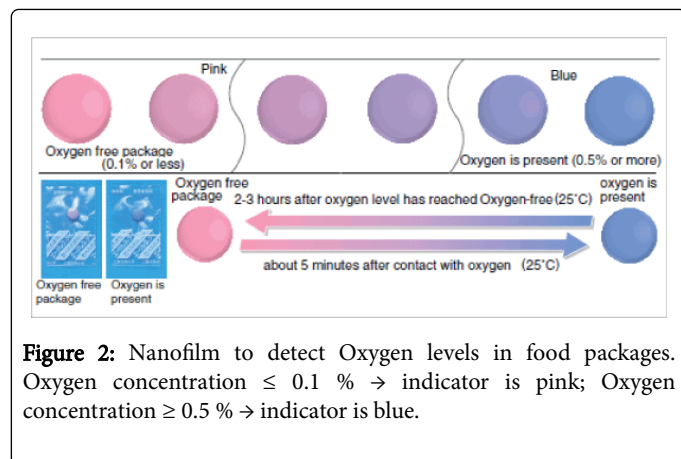 Pink
Blue
Oxygen free package
(0.1% or less)
Oxygen is present (0.5% or more)
Oxygen free
package
2-3 hours after oxygen level has reached Oxygen-free (25°C)
oxygen is
present
about 5 minutes after contact with oxygen (25°C)
Oxygen free
package
Oxygen is
present
Figure 2: Nanofilm to detect Oxygen levels in food packages.
Oxygen concentration ≤ 0.1 % → indicator is pink; Oxygen
concentration ≥ 0.5 % → indicator is blue.